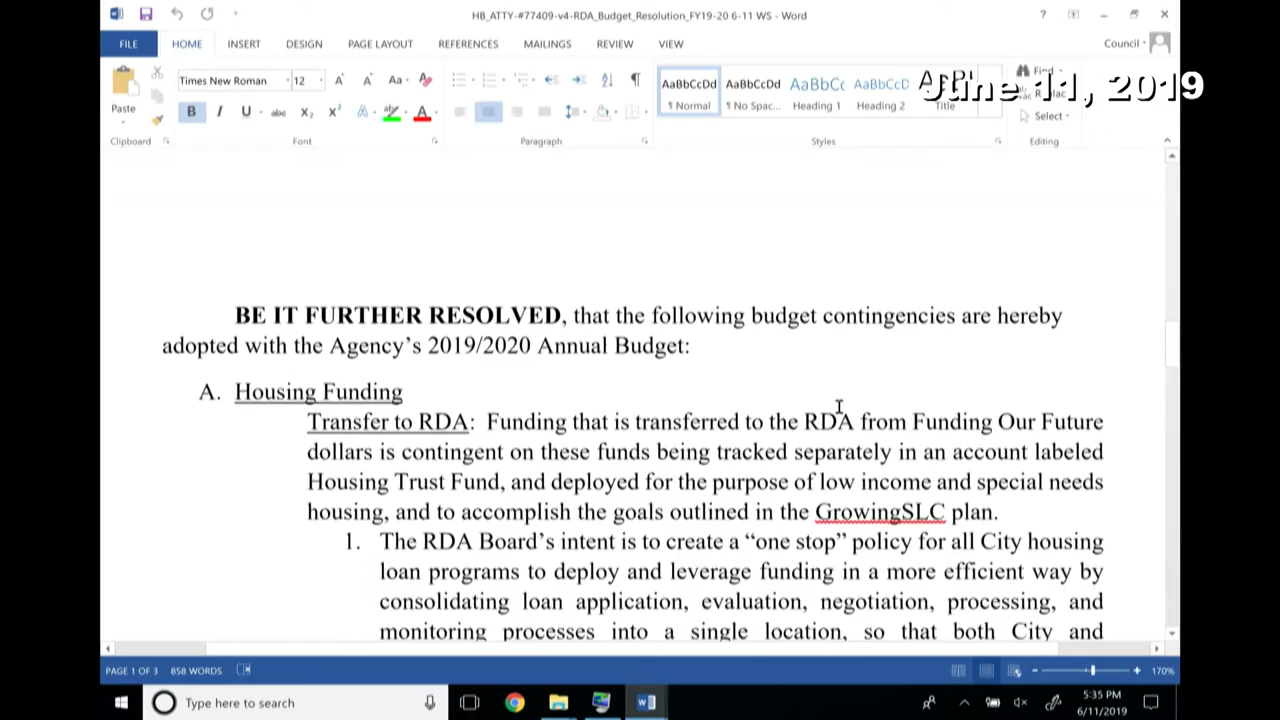 HB_ATTY-#77409-v4-RDA_Budget_Resolution_FY19-20 6-11 WS - Word
FILE HOME INSERT DESIGN PAGE LAYOUT REFERENCES MAILINGS REVIEW VIEW Council
June 11, 2019
Times New Roman 12 Aa
AaBbCcDd AaBbCcDd AaBbCc AaBbCcD
Find
Paste
B I U abc X₂ X² A aby A
¶ Normal ¶ No Spac... Heading 1 Heading 2 Title
Select
Clipboard Font Paragraph Styles Editing
BE IT FURTHER RESOLVED, that the following budget contingencies are hereby
adopted with the Agency’s 2019/2020 Annual Budget:
A. Housing Funding
Transfer to RDA: Funding that is transferred to the RDA from Funding Our Future
dollars is contingent on these funds being tracked separately in an account labeled
Housing Trust Fund, and deployed for the purpose of low income and special needs
housing, and to accomplish the goals outlined in the GrowingSLC plan.
1. The RDA Board’s intent is to create a “one stop” policy for all City housing
loan programs to deploy and leverage funding in a more efficient way by
consolidating loan application, evaluation, negotiation, processing, and
monitoring processes into a single location, so that both City and
PAGE 1 OF 3 858 WORDS 170%
Type here to search
5:35 PM
6/11/2019